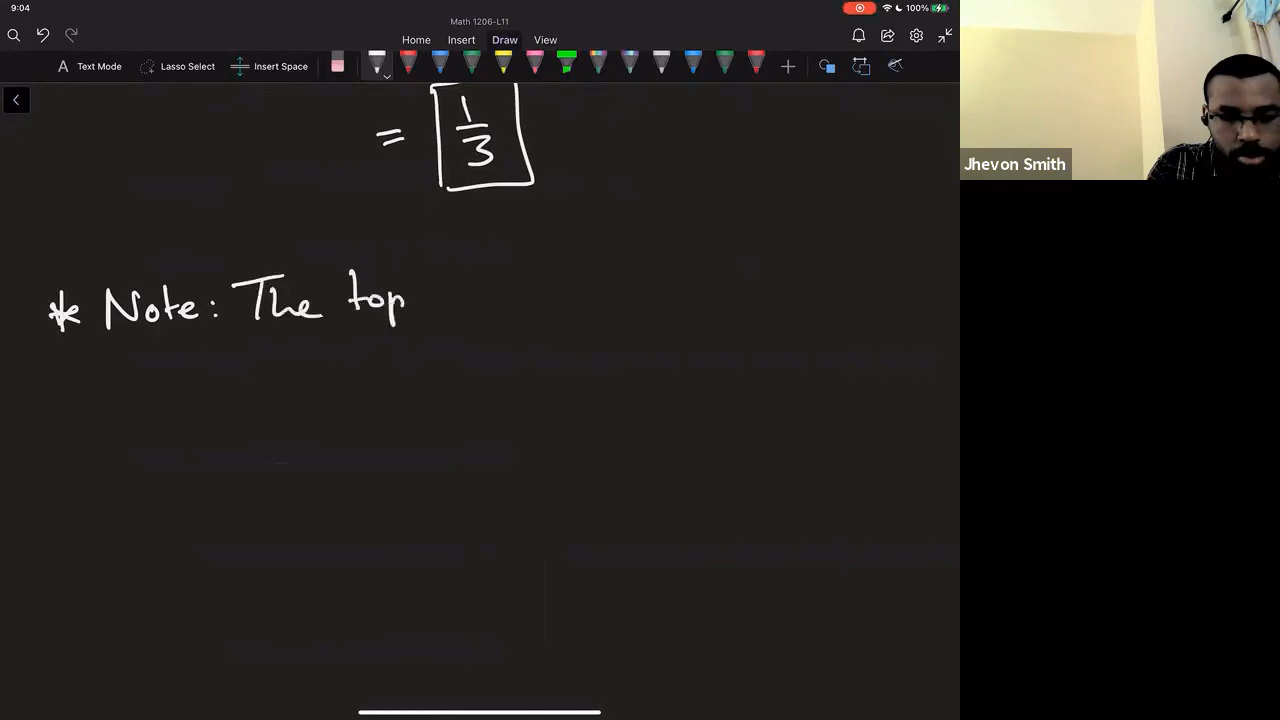 9:04
100%
Math 1206-L11
Home Insert Draw View
Text Mode Lasso Select Insert Space
= 1/3
* Note: The top
Jhevon Smith